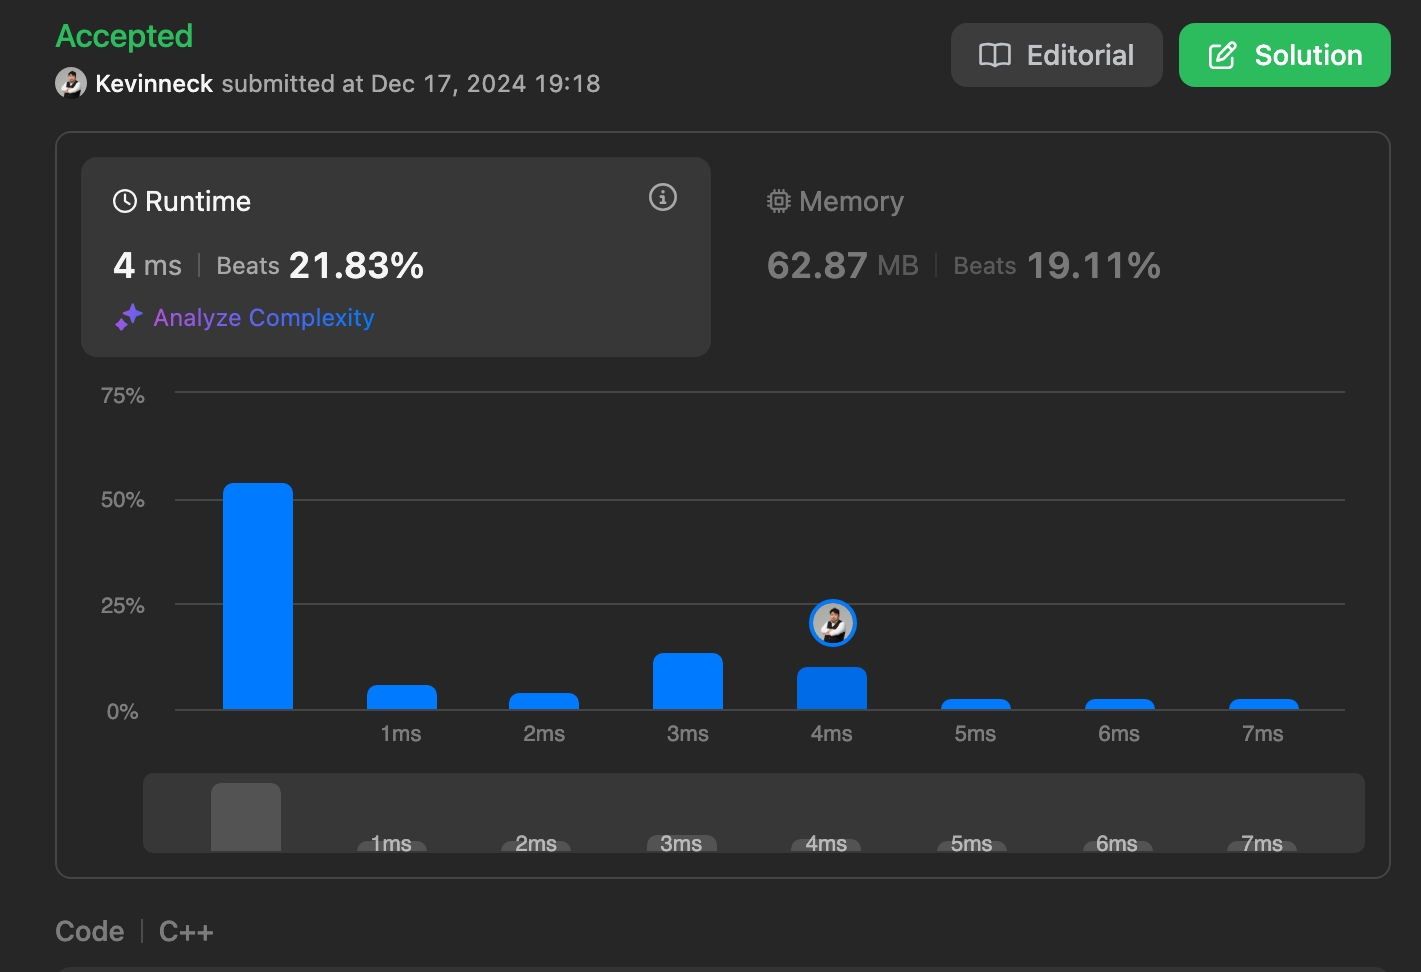 Accepted
Editorial
Solution
Kevinneck submitted at Dec 17, 2024 19:18
Runtime
4 ms | Beats 21.83%
Analyze Complexity
Memory
62.87 MB | Beats 19.11%
75%
50%
25%
0%
1ms 2ms 3ms 4ms 5ms 6ms 7ms
1ms 2ms 3ms 4ms 5ms 6ms 7ms
Code | C++